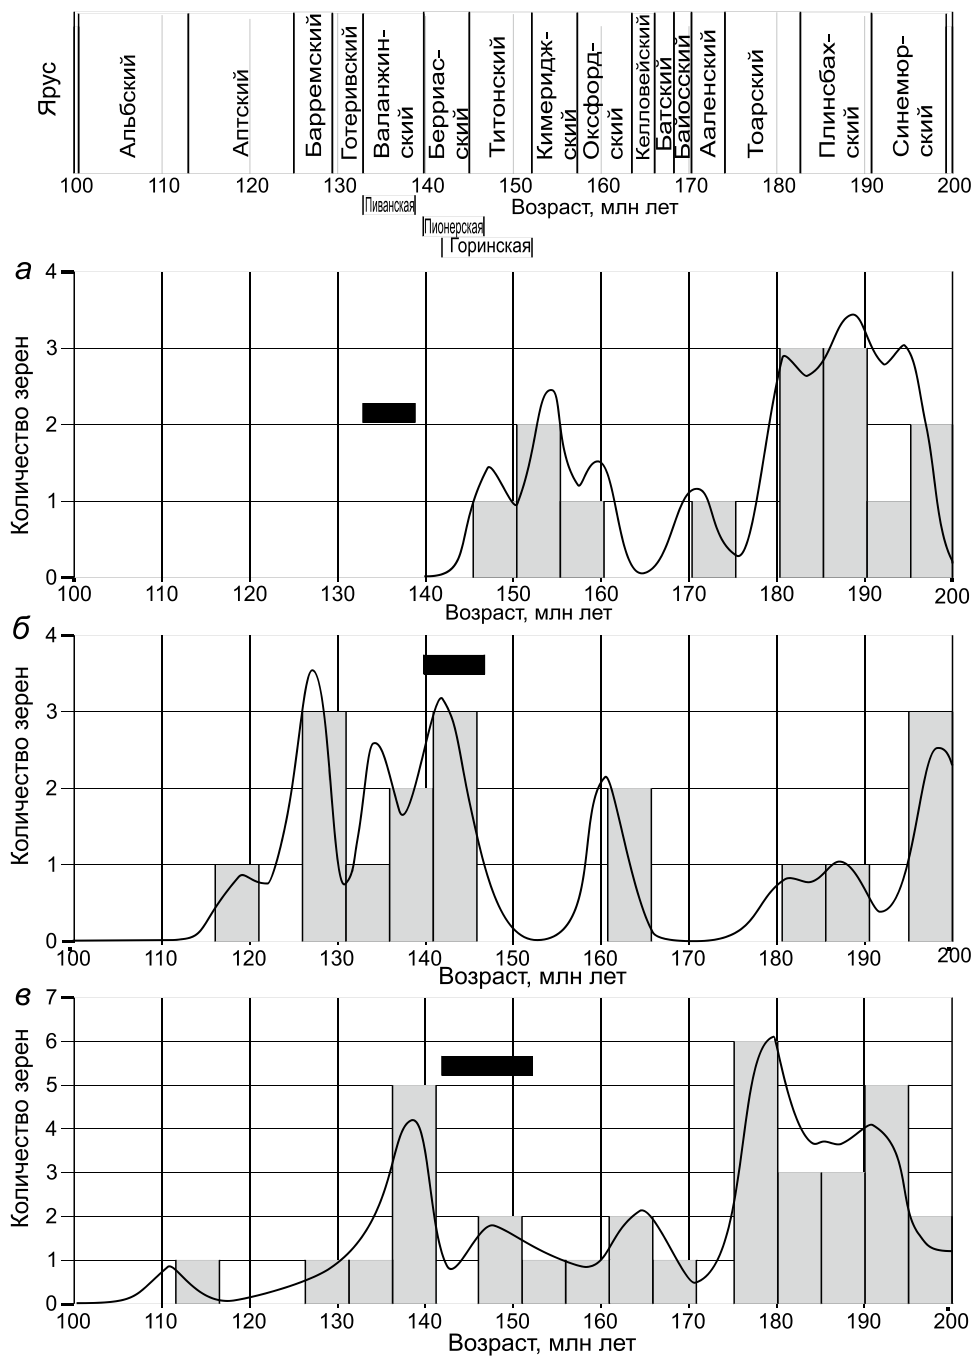 Ярус
Альбский
Аптский
Барремский
Готеривский
Валанжин-
ский
Берриас-
ский
Титонский
Кимеридж-
ский
Оксфорд-
ский
Келловейский
Батский
Байосский
Ааленский
Тоарский
Плинсбах-
ский
Синемюр-
ский
100 110 120 130 140 150 160 170 180 190 200
Возраст, млн лет
Пиванская
Пионерская
Горинская
а
Количество зерен
4
3
2
1
0
100 110 120 130 140 150 160 170 180 190 200
Возраст, млн лет
б
Количество зерен
4
3
2
1
0
100 110 120 130 140 150 160 170 180 190 200
Возраст, млн лет
в
Количество зерен
7
6
5
4
3
2
1
0
100 110 120 130 140 150 160 170 180 190 200
Возраст, млн лет